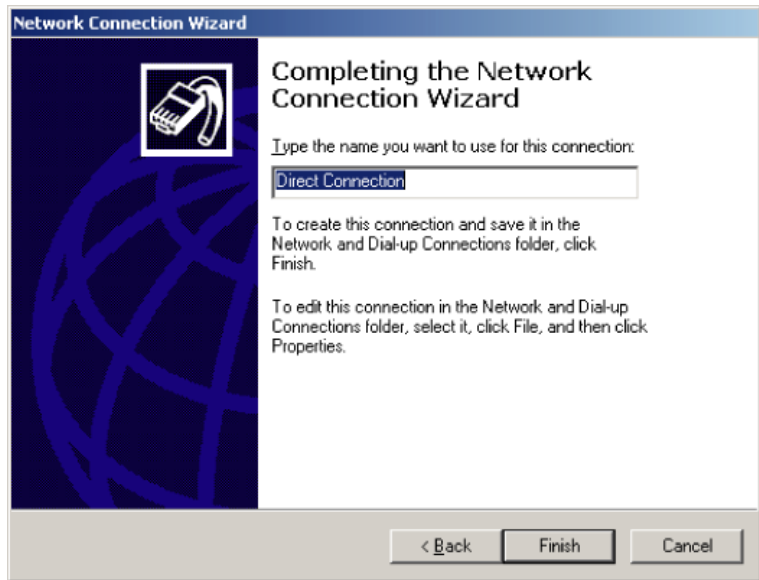 Network Connection Wizard
Completing the Network
Connection Wizard
Type the name you want to use for this connection:
Direct Connection
To create this connection and save it in the
Network and Dial-up Connections folder, click
Finish.
To edit this connection in the Network and Dial-up
Connections folder, select it, click File, and then click
Properties.
< Back Finish Cancel